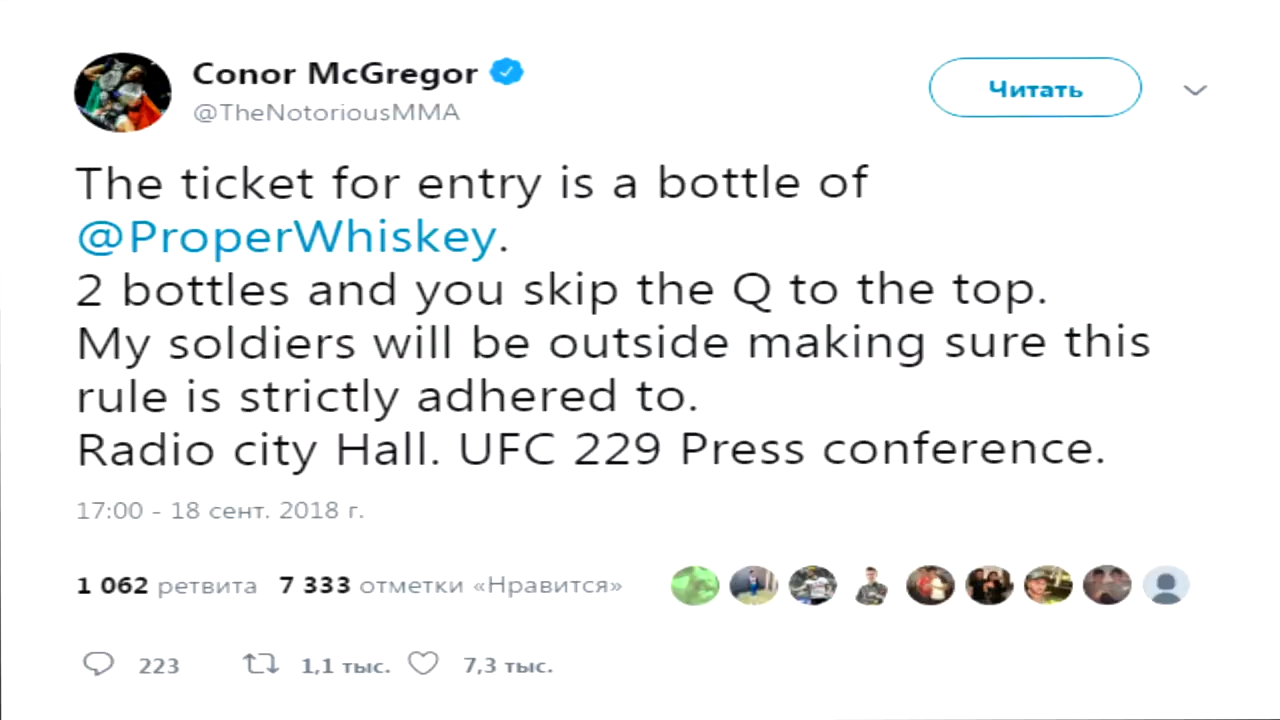 Conor McGregor
@TheNotoriousMMA
Читать
The ticket for entry is a bottle of
@ProperWhiskey.
2 bottles and you skip the Q to the top.
My soldiers will be outside making sure this
rule is strictly adhered to.
Radio city Hall. UFC 229 Press conference.
17:00 - 18 сент. 2018 г.
1 062 ретвита 7 333 отметки «Нравится»
223 1,1 тыс. 7,3 тыс.